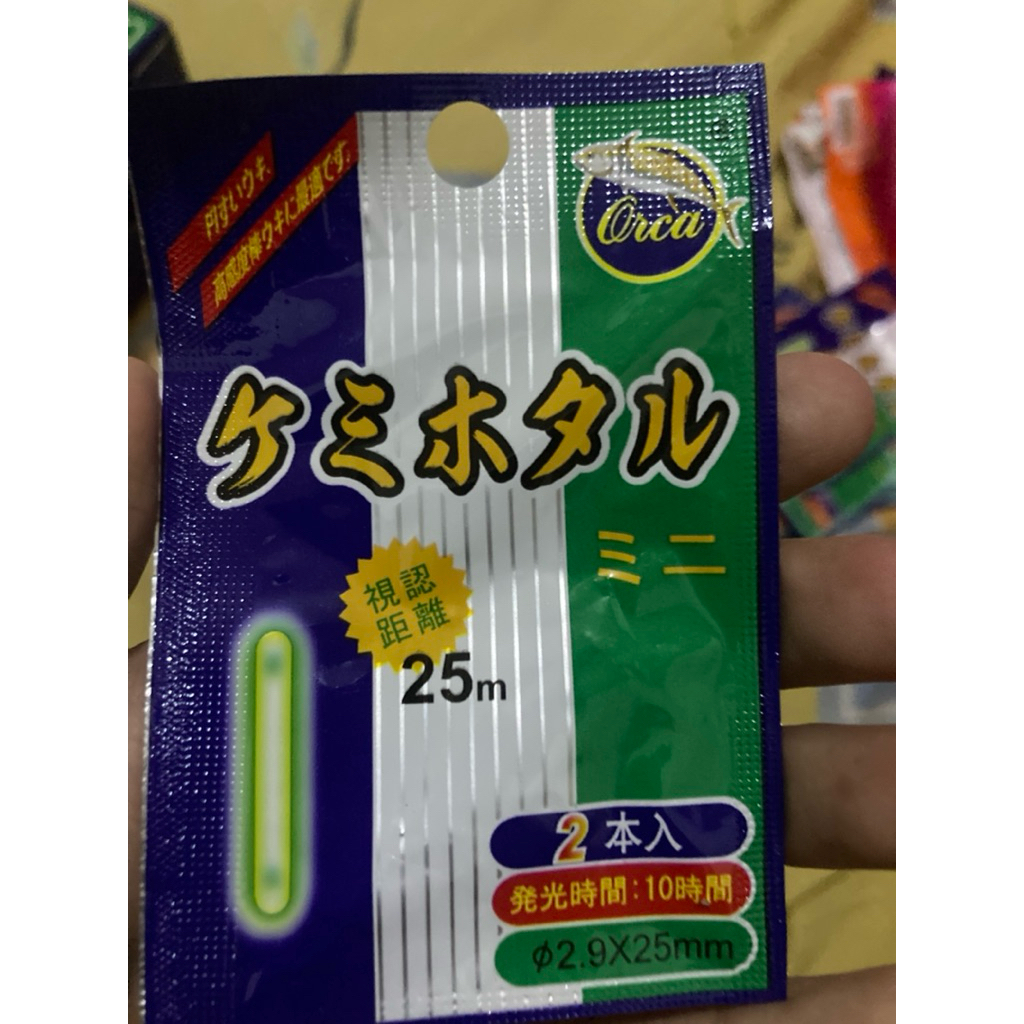 円すいウキ、
高感度棒ウキに最適です。
Orca
ケミホタル
ミニ
視認
距離
25m
2本入
発光時間:10時間
φ2.9X25mm